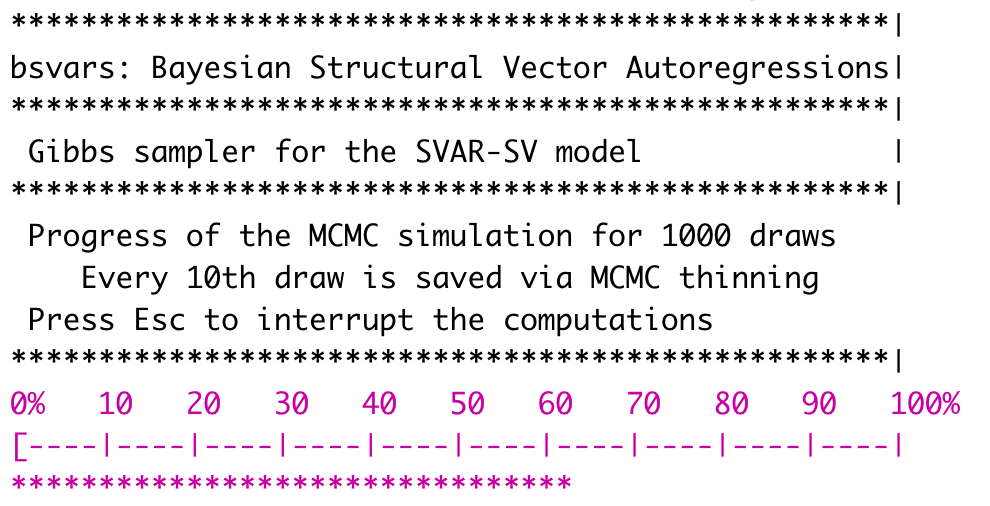 **************************************************|
bsvars: Bayesian Structural Vector Autoregressions|
**************************************************|
 Gibbs sampler for the SVAR-SV model              |
**************************************************|
 Progress of the MCMC simulation for 1000 draws
    Every 10th draw is saved via MCMC thinning
 Press Esc to interrupt the computations
**************************************************|
0%   10   20   30   40   50   60   70   80   90   100%
[----|----|----|----|----|----|----|----|----|----|
********************************